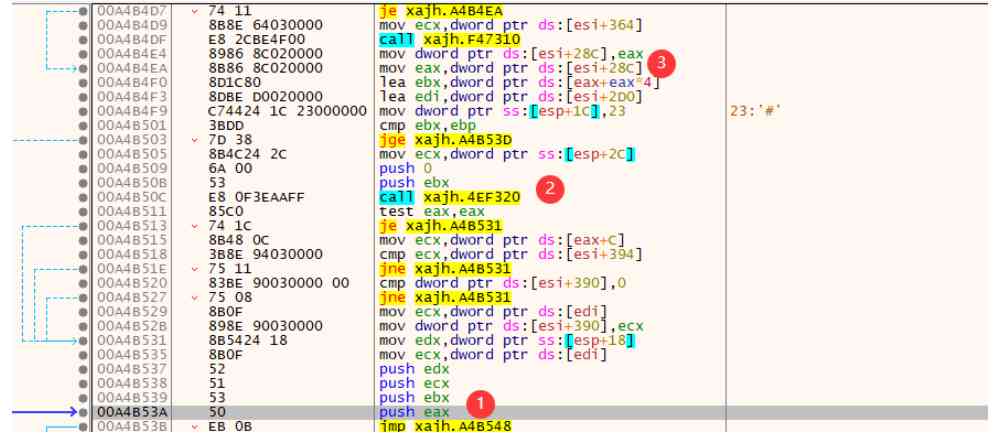 00A4B4D7 74 11 je xajh.A4B4EA
00A4B4D9 8B8E 64030000 mov ecx,dword ptr ds:[esi+364]
00A4B4DF E8 2CBE4F00 call xajh.F47310
00A4B4E4 8986 8C020000 mov dword ptr ds:[esi+28C],eax
00A4B4EA 8B86 8C020000 mov eax,dword ptr ds:[esi+28C] 3
00A4B4F0 8D1C80 lea ebx,dword ptr ds:[eax+eax*4]
00A4B4F3 8DBE D0020000 lea edi,dword ptr ds:[esi+2D0]
00A4B4F9 C74424 1C 23000000 mov dword ptr ss:[esp+1C],23 23:'#'
00A4B501 3BDD cmp ebx,ebp
00A4B503 7D 38 jge xajh.A4B53D
00A4B505 8B4C24 2C mov ecx,dword ptr ss:[esp+2C]
00A4B509 6A 00 push 0
00A4B50B 53 push ebx
00A4B50C E8 0F3EAAFF call xajh.4EF320 2
00A4B511 85C0 test eax,eax
00A4B513 74 1C je xajh.A4B531
00A4B515 8B48 0C mov ecx,dword ptr ds:[eax+C]
00A4B518 3B8E 94030000 cmp ecx,dword ptr ds:[esi+394]
00A4B51E 75 11 jne xajh.A4B531
00A4B520 83BE 90030000 00 cmp dword ptr ds:[esi+390],0
00A4B527 75 08 jne xajh.A4B531
00A4B529 8B0F mov ecx,dword ptr ds:[edi]
00A4B52B 898E 90030000 mov dword ptr ds:[esi+390],ecx
00A4B531 8B5424 18 mov edx,dword ptr ss:[esp+18]
00A4B535 8B0F mov ecx,dword ptr ds:[edi]
00A4B537 52 push edx
00A4B538 51 push ecx
00A4B539 53 push ebx
00A4B53A 50 push eax 1
00A4B53B EB 0B jmp xajh.A4B548